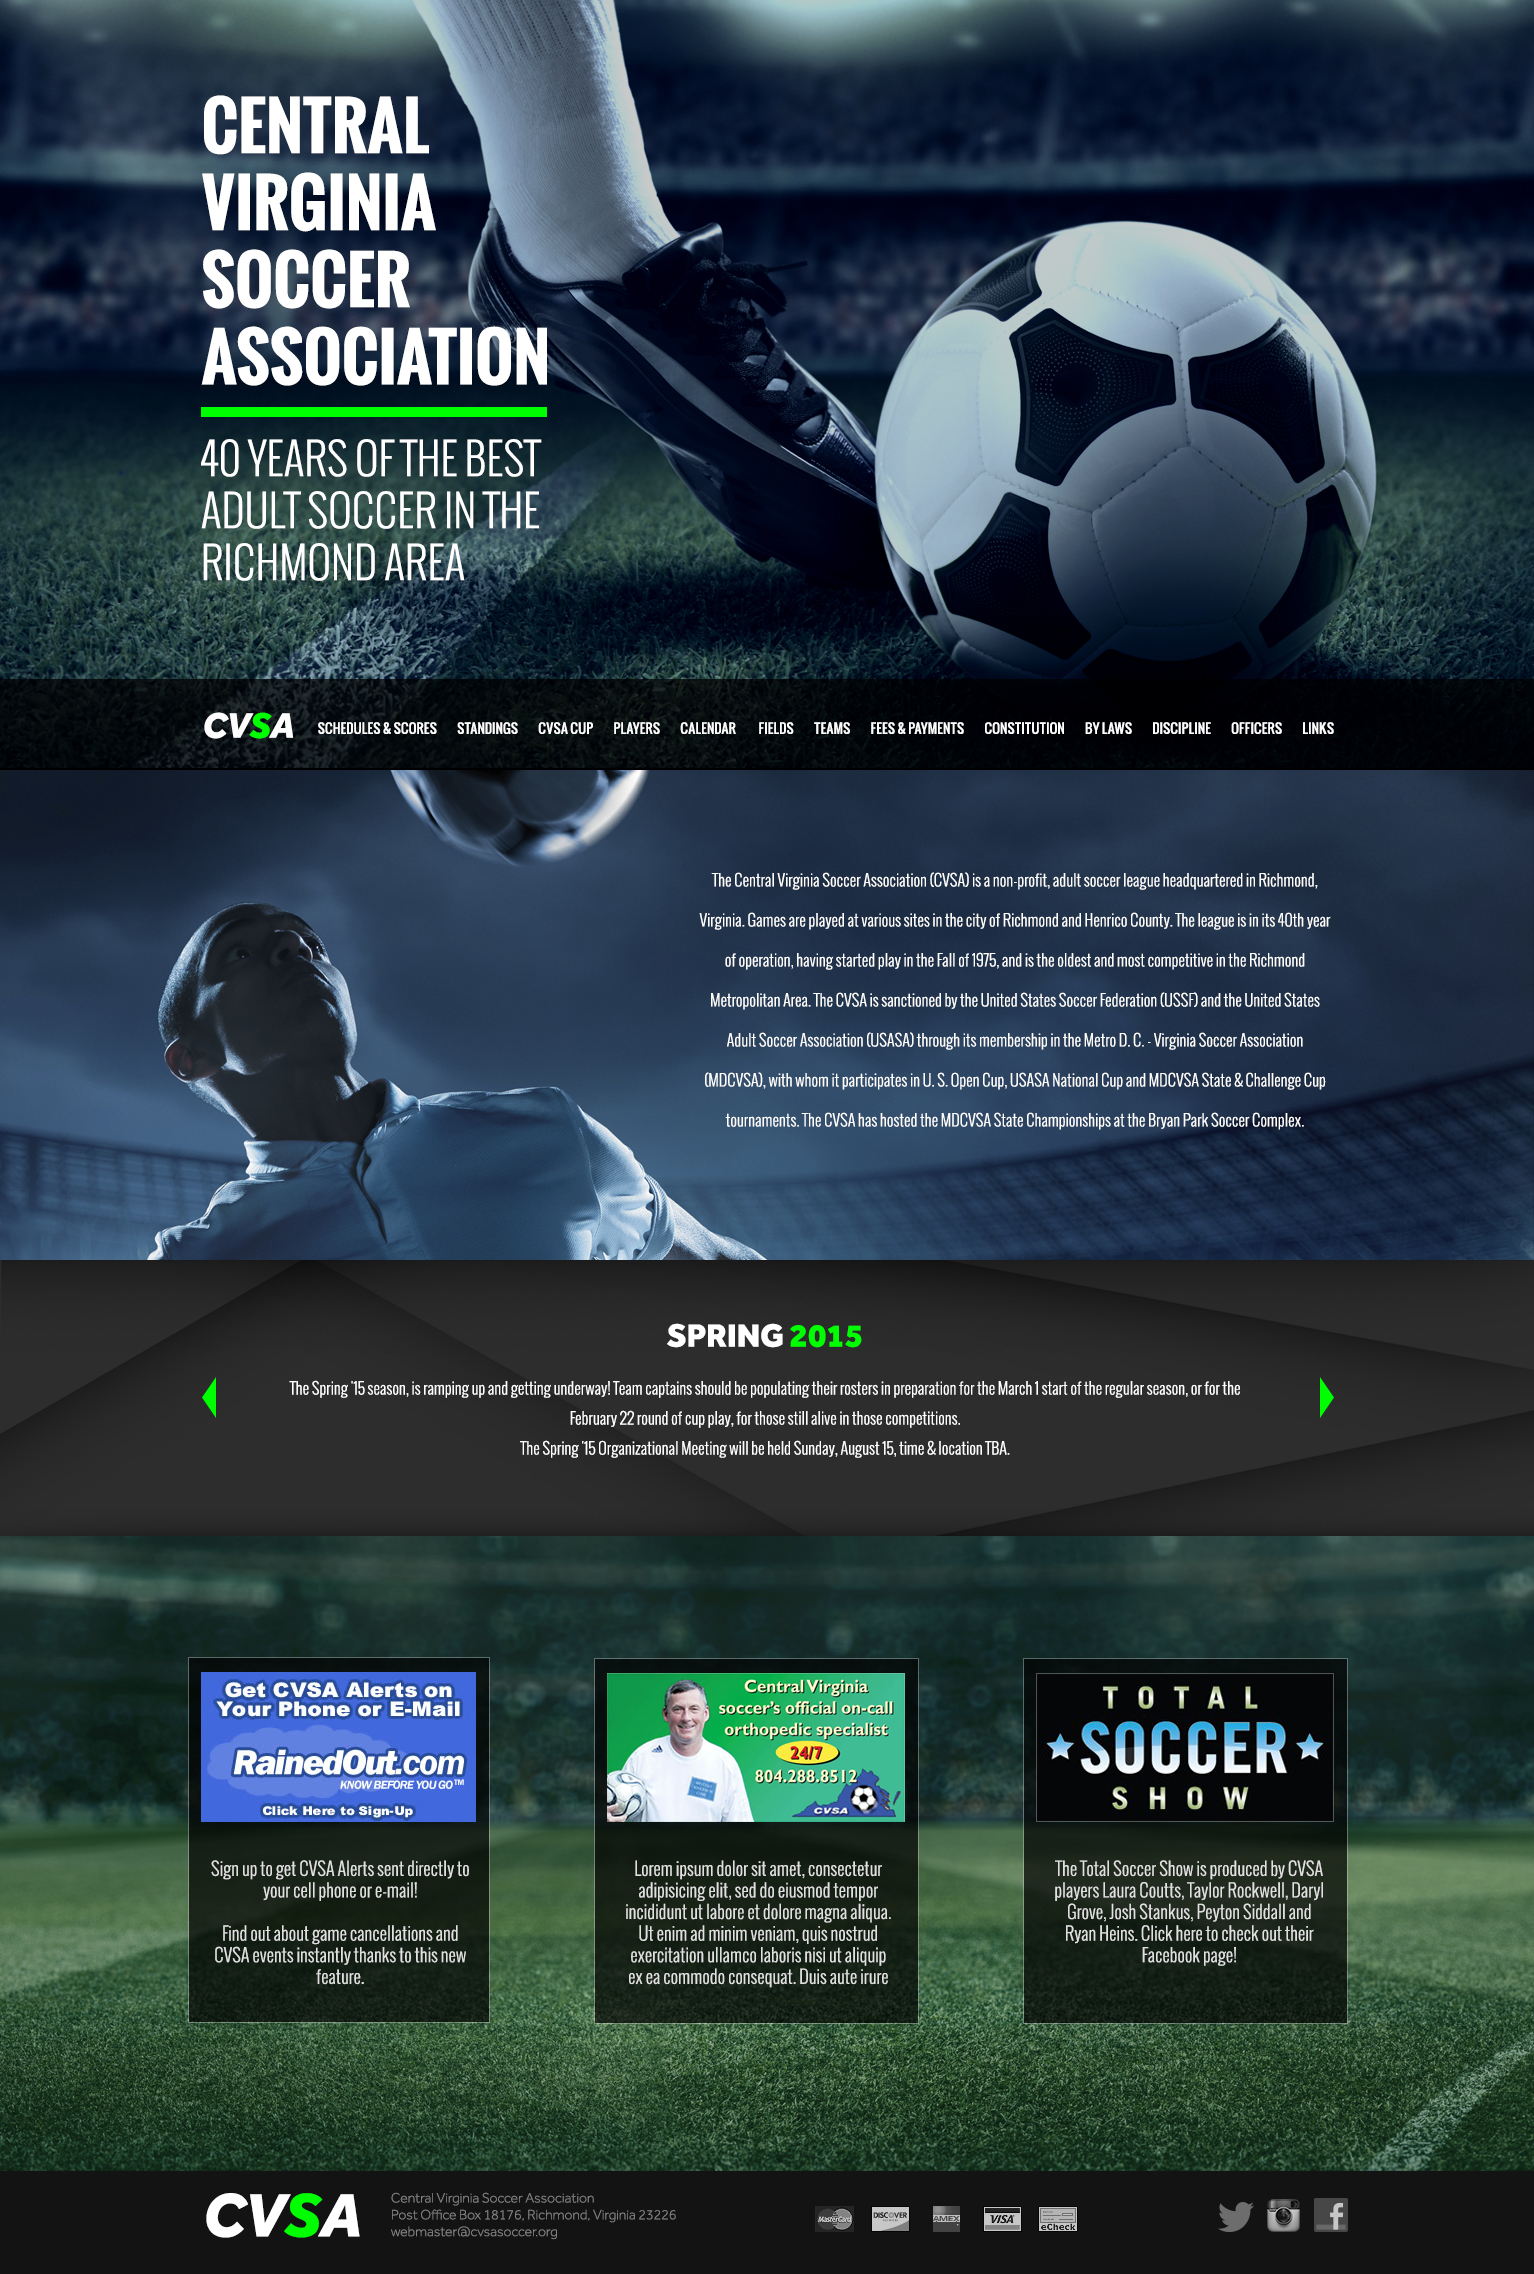 CENTRAL
VIRGINIA
SOCCER
ASSOCIATION
40 YEARS OF THE BEST
ADULT SOCCER IN THE
RICHMOND AREA
CVSA SCHEDULES & SCORES STANDINGS CVSA CUP PLAYERS CALENDAR FIELDS TEAMS FEES & PAYMENTS CONSTITUTION BY LAWS DISCIPLINE OFFICERS LINKS
The Central Virginia Soccer Association (CVSA) is a non-profit, adult soccer league headquartered in Richmond,
Virginia. Games are played at various sites in the city of Richmond and Henrico County. The league is in its 40th year
of operation, having started play in the Fall of 1975, and is the oldest and most competitive in the Richmond
Metropolitan Area. The CVSA is sanctioned by the United States Soccer Federation (USSF) and the United States
Adult Soccer Association (USASA) through its membership in the Metro D. C. - Virginia Soccer Association
(MDCVSA), with whom it participates in U. S. Open Cup, USASA National Cup and MDCVSA State & Challenge Cup
tournaments. The CVSA has hosted the MDCVSA State Championships at the Bryan Park Soccer Complex.
SPRING 2015
The Spring '15 season, is ramping up and getting underway! Team captains should be populating their rosters in preparation for the March 1 start of the regular season, or for the
February 22 round of cup play, for those still alive in those competitions.
The Spring '15 Organizational Meeting will be held Sunday, August 15, time & location TBA.
Get CVSA Alerts on
Your Phone or E-Mail
RainedOut.com
KNOW BEFORE YOU GO™
Click Here to Sign-Up
Sign up to get CVSA Alerts sent directly to
your cell phone or e-mail!
Find out about game cancellations and
CVSA events instantly thanks to this new
feature.
Central Virginia
soccer's official on-call
orthopedic specialist
24/7
804.288.8512
CVSA
Lorem ipsum dolor sit amet, consectetur
adipisicing elit, sed do eiusmod tempor
incididunt ut labore et dolore magna aliqua.
Ut enim ad minim veniam, quis nostrud
exercitation ullamco laboris nisi ut aliquip
ex ea commodo consequat. Duis aute irure
TOTAL
SOCCER
SHOW
The Total Soccer Show is produced by CVSA
players Laura Coutts, Taylor Rockwell, Daryl
Grove, Josh Stankus, Peyton Siddall and
Ryan Heins. Click here to check out their
Facebook page!
CVSA
Central Virginia Soccer Association
Post Office Box 18176, Richmond, Virginia 23226
webmaster@cvsasoccer.org
MasterCard DISCOVER AMEX VISA eCheck